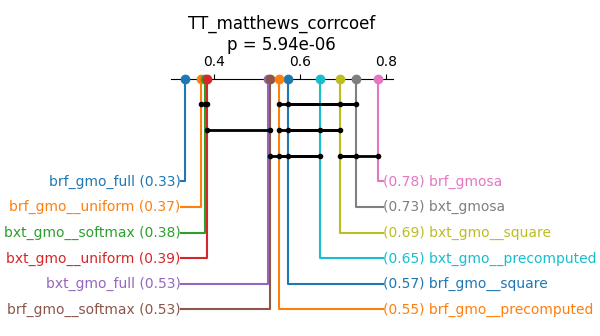 TT_matthews_corrcoef
p = 5.94e-06
0.4 0.6 0.8
brf_gmo_full (0.33) (0.78) brf_gmosa
brf_gmo__uniform (0.37) (0.73) bxt_gmosa
bxt_gmo__softmax (0.38) (0.69) bxt_gmo__square
bxt_gmo__uniform (0.39) (0.65) bxt_gmo__precomputed
bxt_gmo_full (0.53) (0.57) brf_gmo__square
brf_gmo__softmax (0.53) (0.55) brf_gmo__precomputed